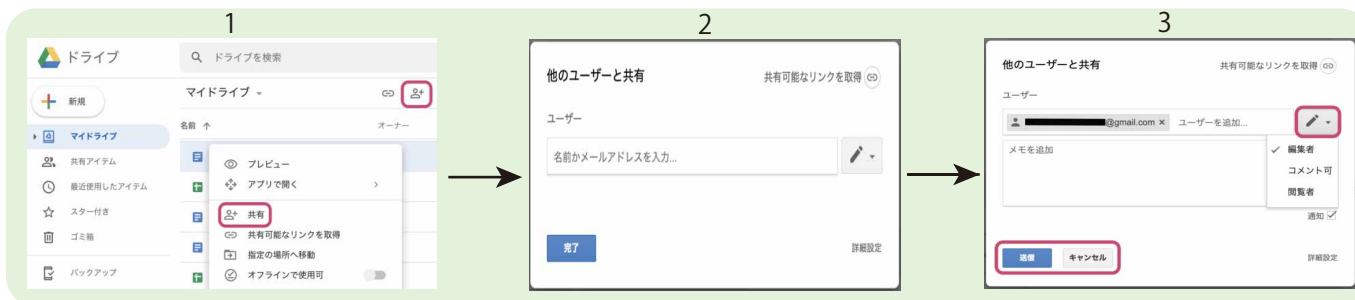 1
ドライブ
ドライブを検索
新規
マイドライブ
名前
オーナー
マイドライブ
共有アイテム
最近使用したアイテム
スター付き
ゴミ箱
バックアップ
プレビュー
アプリで開く
共有
共有可能なリンクを取得
指定の場所へ移動
オフラインで使用可
2
他のユーザーと共有
共有可能なリンクを取得
ユーザー
名前かメールアドレスを入力...
完了
詳細設定
3
他のユーザーと共有
共有可能なリンクを取得
ユーザー
@gmail.com × ユーザーを追加...
メモを追加
編集者
コメント可
閲覧者
通知
送信
キャンセル
詳細設定